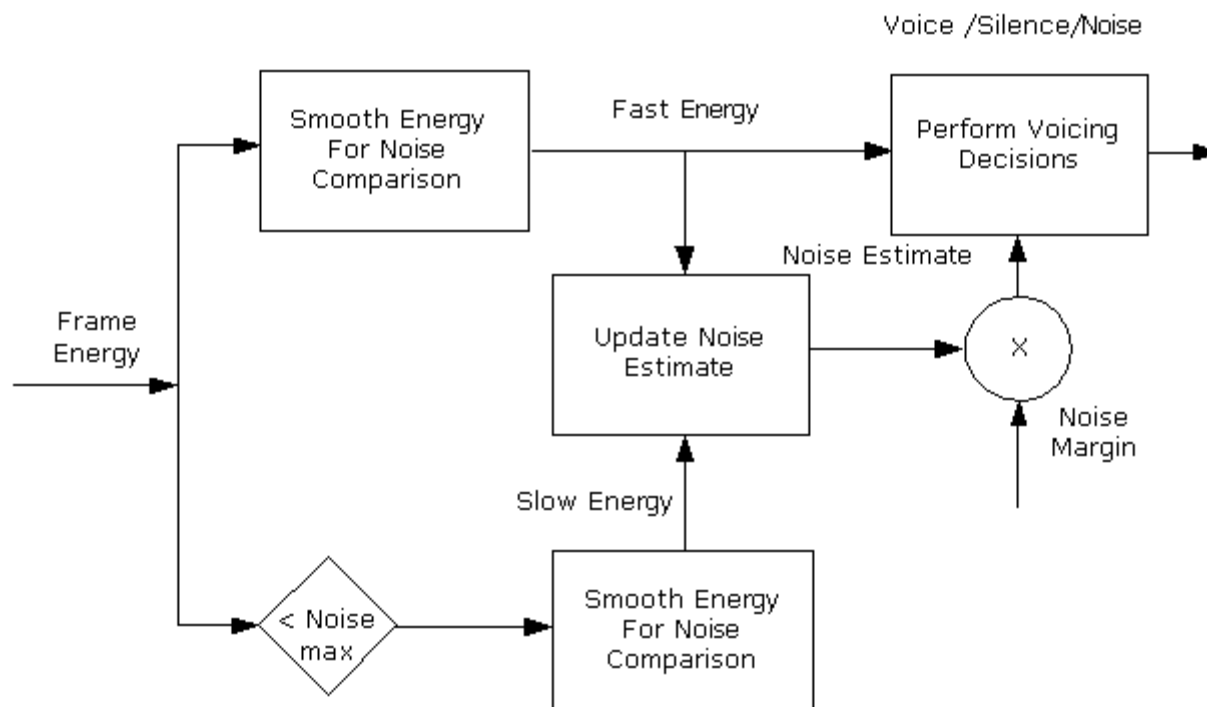 Voice /Silence/Noise
Smooth Energy
For Noise
Comparison
Fast Energy
Perform Voicing
Decisions
Noise Estimate
Frame
Energy
Update Noise
Estimate
X
Noise
Margin
Slow Energy
< Noise
max
Smooth Energy
For Noise
Comparison